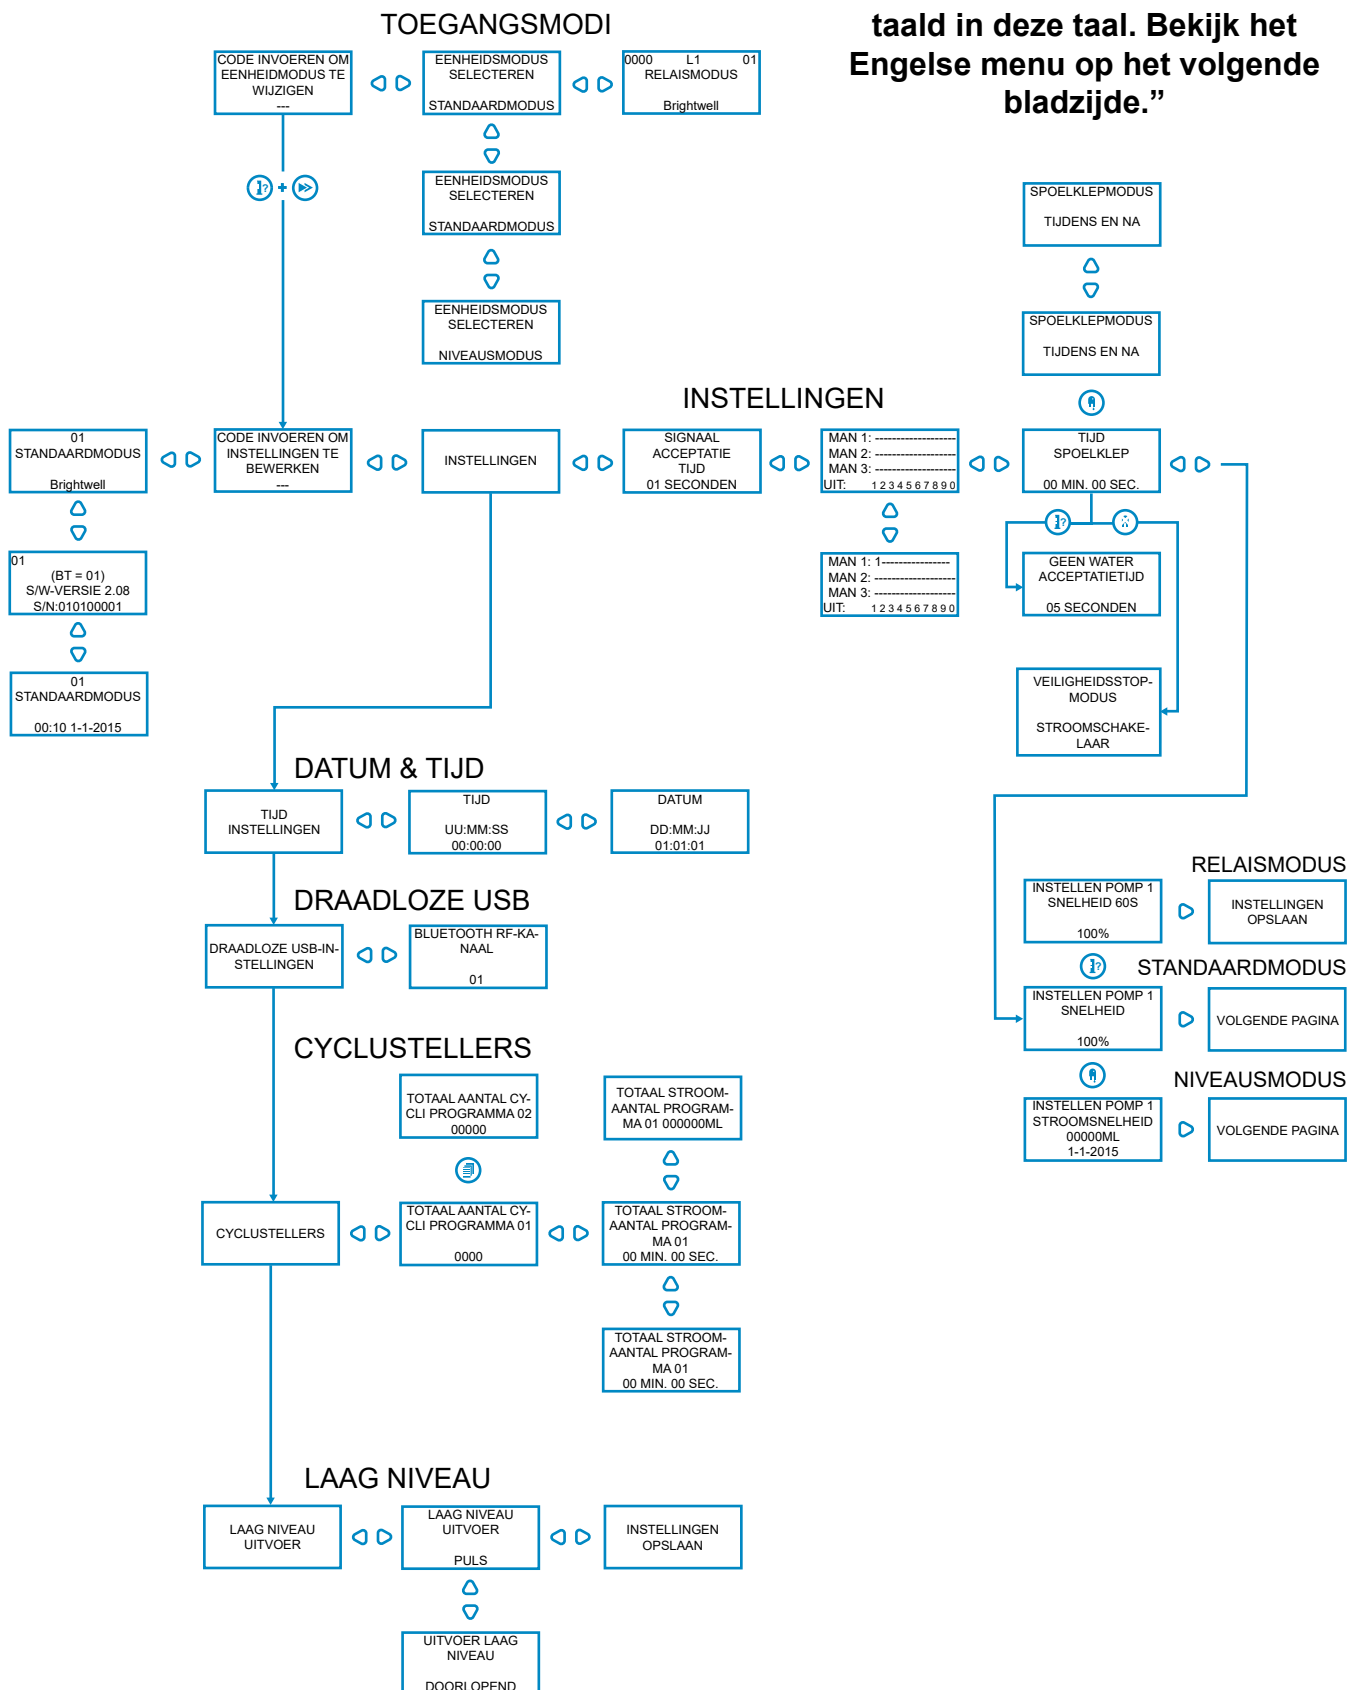 TOEGANGSMODI
taald in deze taal. Bekijk het
Engelse menu op het volgende
bladzijde.”
CODE INVOEREN OM
EENHEIDMODUS TE
WIJZIGEN
---
EENHEIDSMODUS
SELECTEREN
STANDAARDMODUS
0000 L1 01
RELAISMODUS
Brightwell
+
EENHEIDSMODUS
SELECTEREN
STANDAARDMODUS
EENHEIDSMODUS
SELECTEREN
NIVEAUSMODUS
SPOELKLEPMODUS
TIJDENS EN NA
SPOELKLEPMODUS
TIJDENS EN NA
INSTELLINGEN
01
STANDAARDMODUS
Brightwell
CODE INVOEREN OM
INSTELLINGEN TE
BEWERKEN
---
INSTELLINGEN
SIGNAAL
ACCEPTATIE
TIJD
01 SECONDEN
MAN 1: -------------------
MAN 2: -------------------
MAN 3: -------------------
UIT: 1 2 3 4 5 6 7 8 9 0
TIJD
SPOELKLEP
00 MIN. 00 SEC.
01
(BT = 01)
S/W-VERSIE 2.08
S/N:010100001
MAN 1: 1-----------------
MAN 2: -------------------
MAN 3: -------------------
UIT: 1 2 3 4 5 6 7 8 9 0
GEEN WATER
ACCEPTATIETIJD
05 SECONDEN
01
STANDAARDMODUS
00:10 1-1-2015
VEILIGHEIDSSTOP-
MODUS
STROOMSCHAKE-
LAAR
DATUM & TIJD
TIJD
INSTELLINGEN
TIJD
UU:MM:SS
00:00:00
DATUM
DD:MM:JJ
01:01:01
DRAADLOZE USB
DRAADLOZE USB-IN-
STELLINGEN
BLUETOOTH RF-KA-
NAAL
01
RELAISMODUS
INSTELLEN POMP 1
SNELHEID 60S
100%
INSTELLINGEN
OPSLAAN
STANDAARDMODUS
INSTELLEN POMP 1
SNELHEID
100%
VOLGENDE PAGINA
NIVEAUSMODUS
INSTELLEN POMP 1
STROOMSNELHEID
00000ML
1-1-2015
VOLGENDE PAGINA
CYCLUSTELLERS
TOTAAL AANTAL CY-
CLI PROGRAMMA 02
00000
TOTAAL STROOM-
AANTAL PROGRAM-
MA 01 000000ML
CYCLUSTELLERS
TOTAAL AANTAL CY-
CLI PROGRAMMA 01
0000
TOTAAL STROOM-
AANTAL PROGRAM-
MA 01
00 MIN. 00 SEC.
TOTAAL STROOM-
AANTAL PROGRAM-
MA 01
00 MIN. 00 SEC.
LAAG NIVEAU
LAAG NIVEAU
UITVOER
LAAG NIVEAU
UITVOER
PULS
INSTELLINGEN
OPSLAAN
UITVOER LAAG
NIVEAU
DOORLOPEND